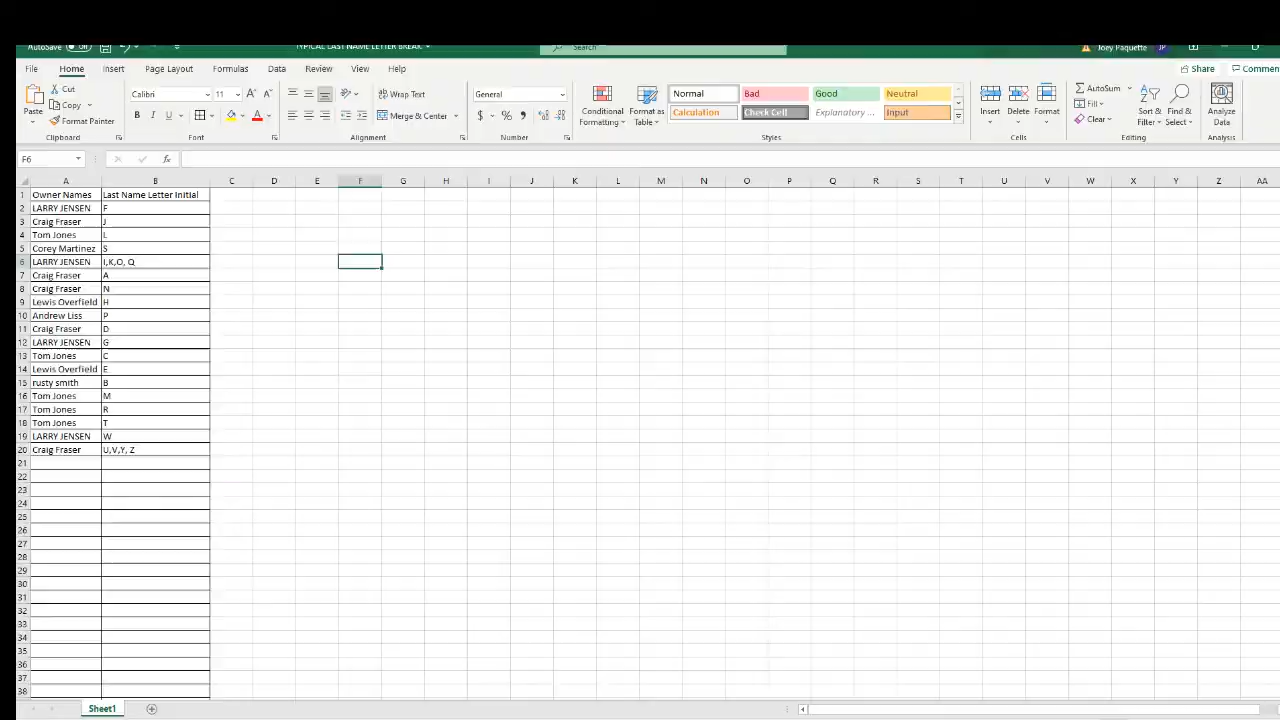 AutoSave Off TYPICAL LAST NAME LETTER BREAK Search Joey Paquette JP
File Home Insert Page Layout Formulas Data Review View Help Share Commen
Paste Cut Copy Format Painter Clipboard
Calibri 11 A A B I U A Font
Wrap Text Merge & Center Alignment
General $ % , Number
Conditional Formatting Format as Table Normal Bad Good Neutral
Calculation Check Cell Explanatory ... Input Styles
Insert Delete Format Cells
AutoSum Fill Clear Sort & Filter Find & Select Editing
Analyze Data Analysis
F6 fx
A B C D E F G H I J K L M N O P Q R S T U V W X Y Z AA
1 Owner Names Last Name Letter Initial
2 LARRY JENSEN F
3 Craig Fraser J
4 Tom Jones L
5 Corey Martinez S
6 LARRY JENSEN I,K,O, Q
7 Craig Fraser A
8 Craig Fraser N
9 Lewis Overfield H
10 Andrew Liss P
11 Craig Fraser D
12 LARRY JENSEN G
13 Tom Jones C
14 Lewis Overfield E
15 rusty smith B
16 Tom Jones M
17 Tom Jones R
18 Tom Jones T
19 LARRY JENSEN W
20 Craig Fraser U,V,Y, Z
21
22
23
24
25
26
27
28
29
30
31
32
33
34
35
36
37
38
Sheet1